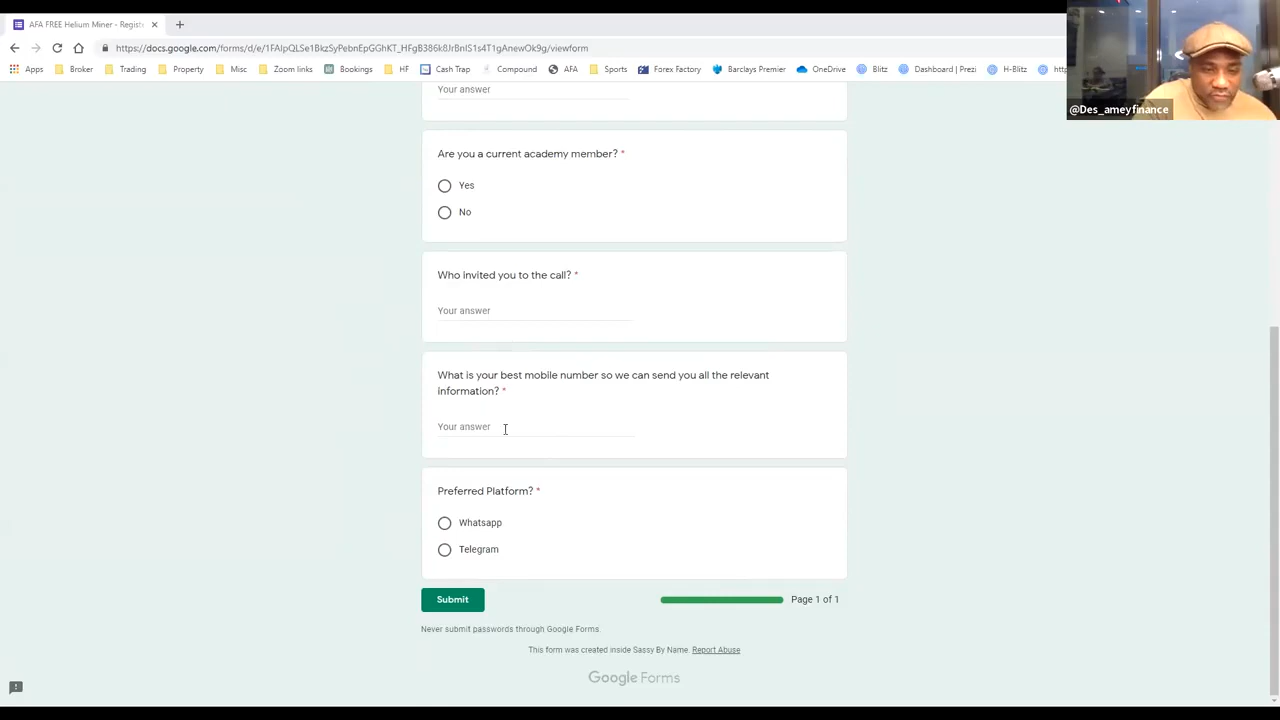 AFA FREE Helium Miner - Registr
https://docs.google.com/forms/d/e/1FAIpQLSe1BkzSyPebnEpGGhKT_HFgB386k8JrBnIS1s4T1gAnewOk9g/viewform
Apps Broker Trading Property Misc Zoom links Bookings HF Cash Trap Compound AFA Sports Forex Factory Barclays Premier OneDrive Blitz Dashboard | Prezi H-Blitz
@Des_ameyfinance
Your answer
Are you a current academy member? *
Yes
No
Who invited you to the call? *
Your answer
What is your best mobile number so we can send you all the relevant
information? *
Your answer
Preferred Platform? *
Whatsapp
Telegram
Submit Page 1 of 1
Never submit passwords through Google Forms.
This form was created inside Sassy By Name. Report Abuse
Google Forms